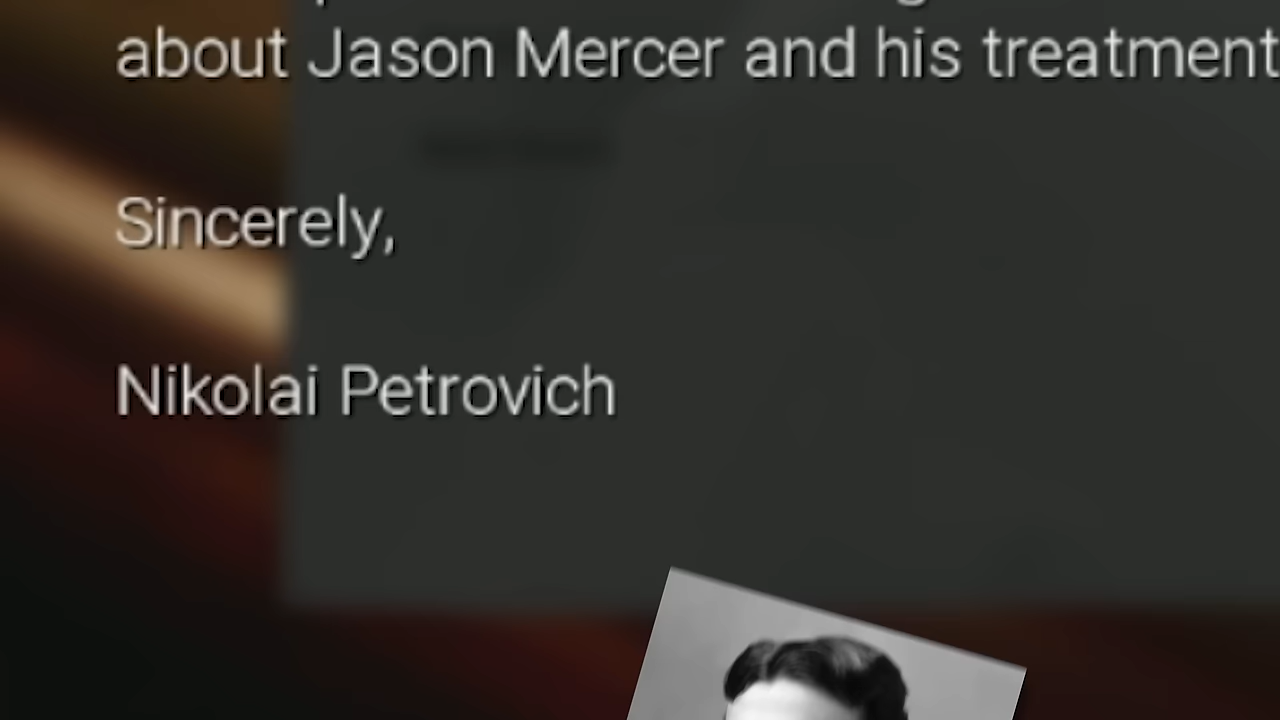 about Jason Mercer and his treatment
Sincerely,
Nikolai Petrovich